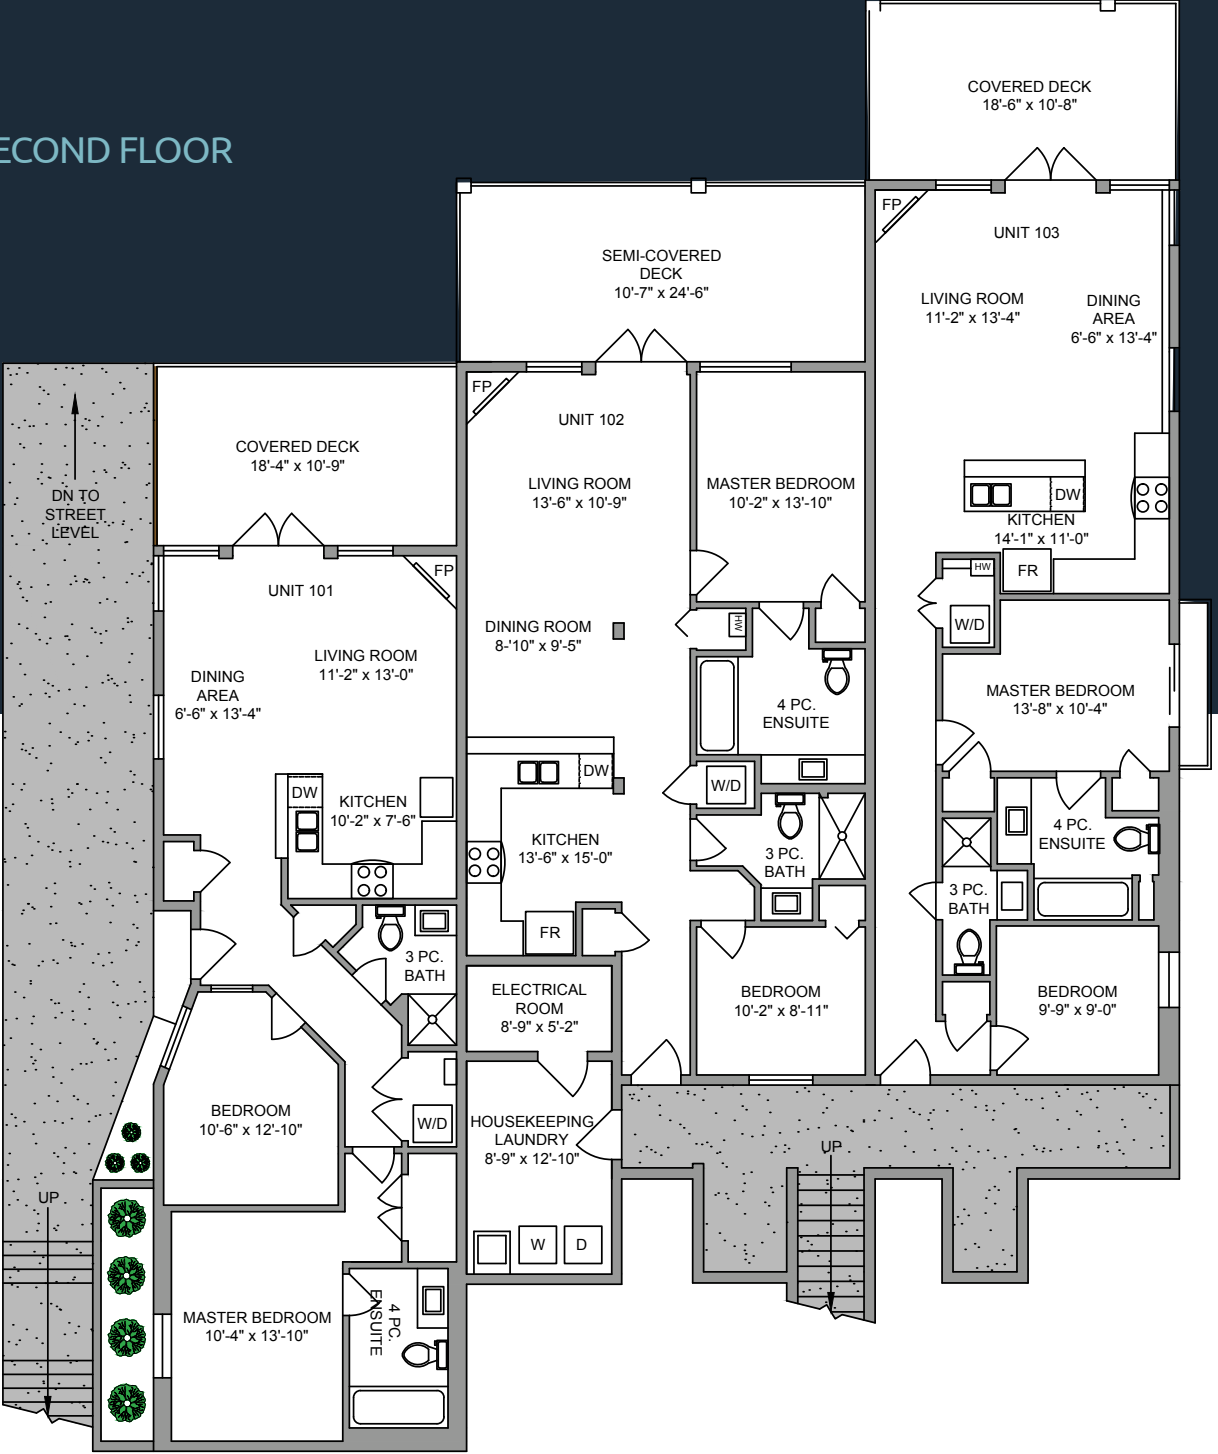 ECOND FLOOR
COVERED DECK
18'-6" x 10'-8"
FP
UNIT 103
LIVING ROOM
11'-2" x 13'-4"
DINING
AREA
6'-6" x 13'-4"
DW
KITCHEN
14'-1" x 11'-0"
FR
HW
W/D
MASTER BEDROOM
13'-8" x 10'-4"
4 PC.
ENSUITE
3 PC.
BATH
BEDROOM
9'-9" x 9'-0"
SEMI-COVERED
DECK
10'-7" x 24'-6"
FP
UNIT 102
LIVING ROOM
13'-6" x 10'-9"
MASTER BEDROOM
10'-2" x 13'-10"
DINING ROOM
8-'10" x 9'-5"
HW
4 PC.
ENSUITE
DW
W/D
KITCHEN
13'-6" x 15'-0"
3 PC.
BATH
FR
BEDROOM
10'-2" x 8'-11"
ELECTRICAL
ROOM
8'-9" x 5'-2"
HOUSEKEEPING
LAUNDRY
8'-9" x 12'-10"
W
D
UP
COVERED DECK
18'-4" x 10'-9"
DN TO
STREET
LEVEL
FP
UNIT 101
LIVING ROOM
11'-2" x 13'-0"
DINING
AREA
6'-6" x 13'-4"
DW
KITCHEN
10'-2" x 7'-6"
3 PC.
BATH
BEDROOM
10'-6" x 12'-10"
W/D
UP
MASTER BEDROOM
10'-4" x 13'-10"
4 PC.
ENSUITE